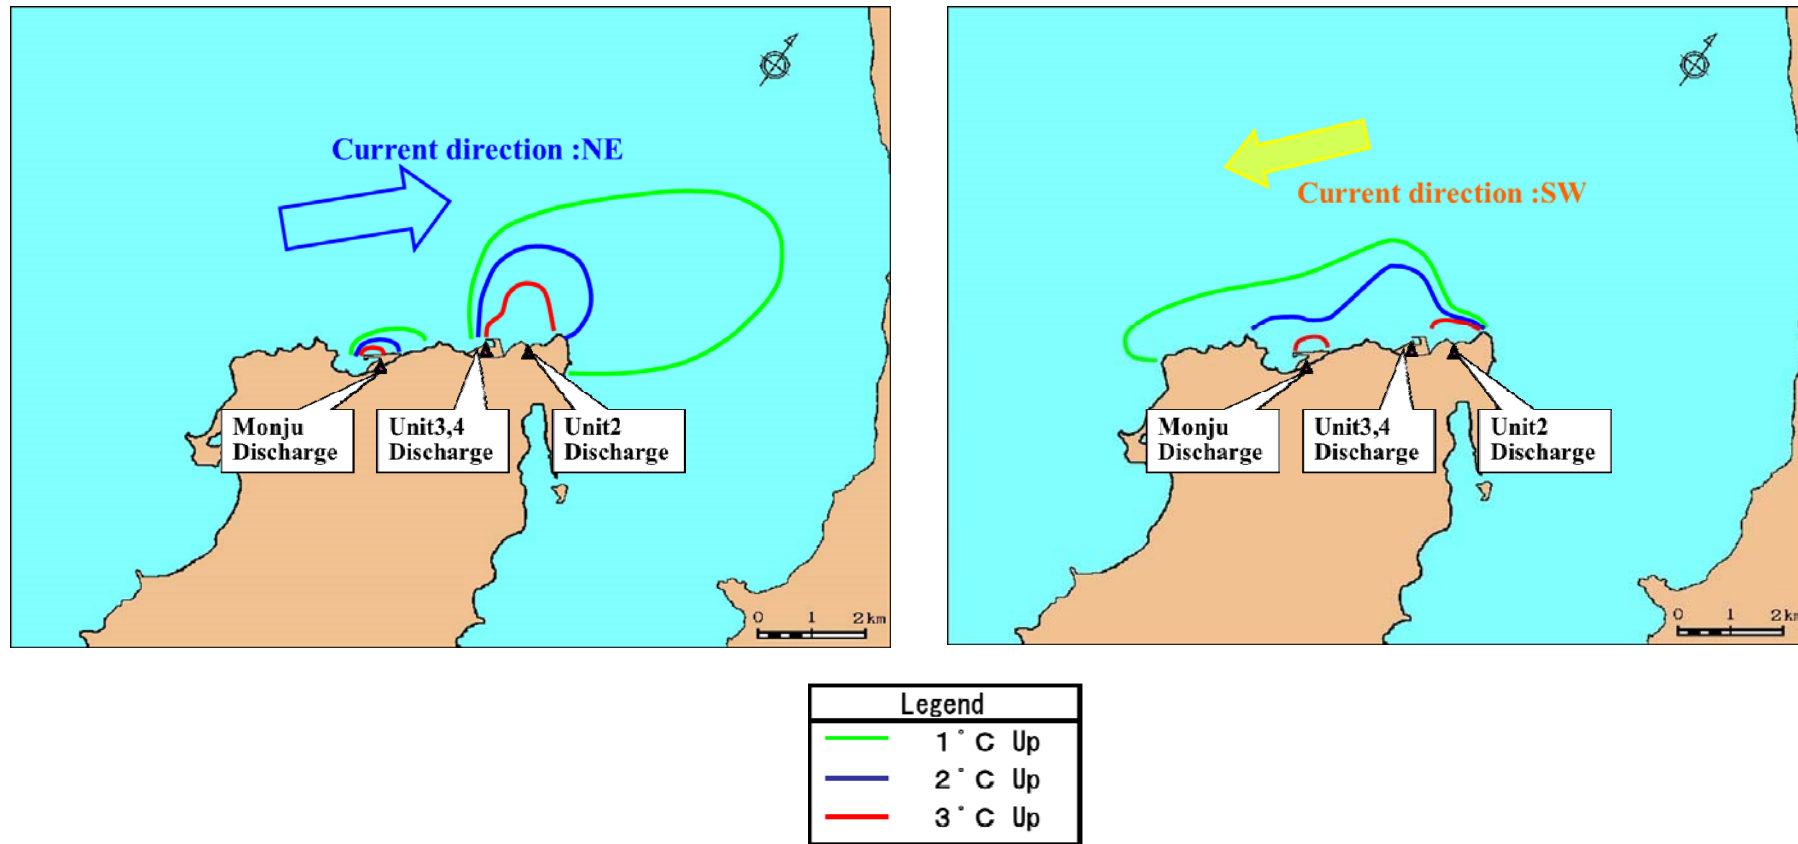 Current direction :NE
Monju
Discharge
Unit3,4
Discharge
Unit2
Discharge
0 1 2km
Current direction :SW
Monju
Discharge
Unit3,4
Discharge
Unit2
Discharge
0 1 2km
Legend
1°C Up
2°C Up
3°C Up